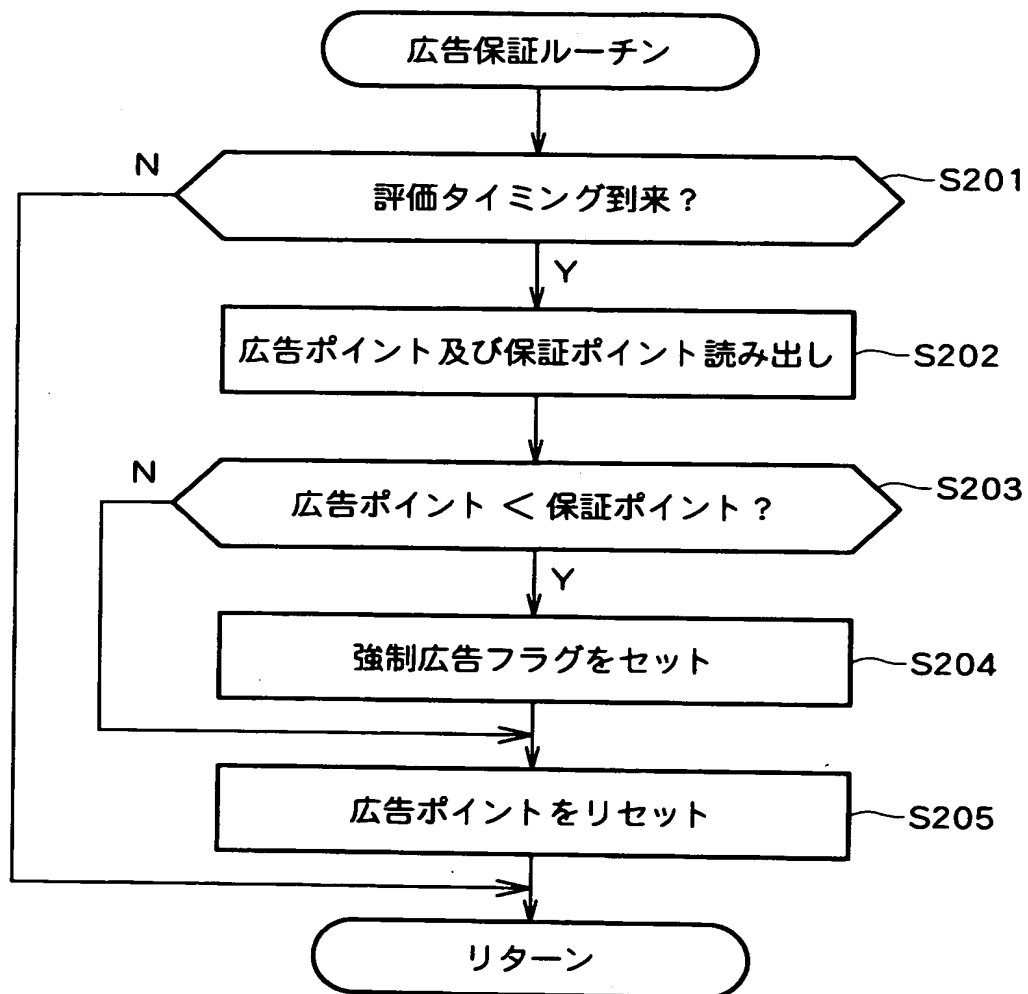 広告保証ルーチン
N
評価タイミング到来?
S201
Y
広告ポイント及び保証ポイント読み出し
S202
N
広告ポイント < 保証ポイント?
S203
Y
強制広告フラグをセット
S204
広告ポイントをリセット
S205
リターン